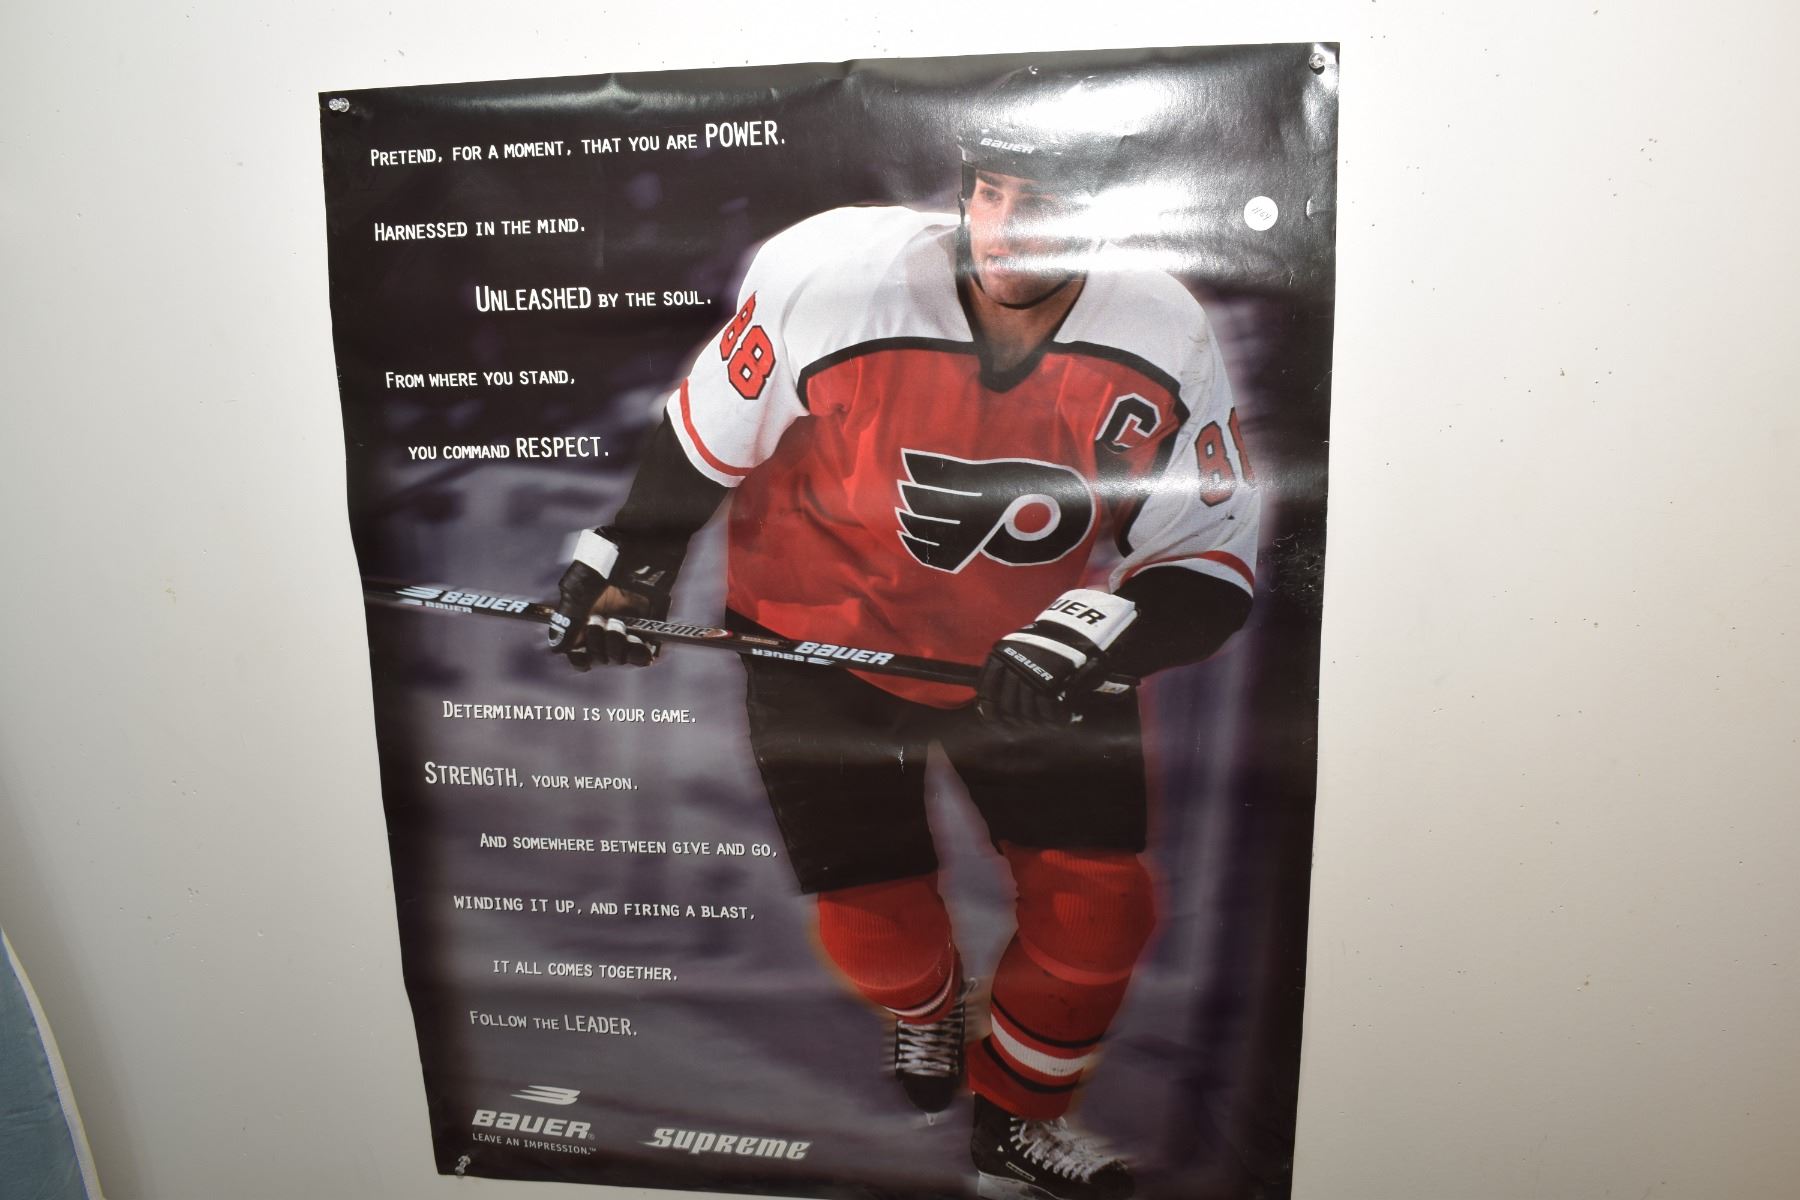 PRETEND, FOR A MOMENT, THAT YOU ARE POWER.
HARNESSED IN THE MIND.
UNLEASHED BY THE SOUL.
FROM WHERE YOU STAND,
YOU COMMAND RESPECT.
DETERMINATION IS YOUR GAME.
STRENGTH, YOUR WEAPON.
AND SOMEWHERE BETWEEN GIVE AND GO,
WINDING IT UP, AND FIRING A BLAST,
IT ALL COMES TOGETHER.
FOLLOW THE LEADER.
BAUER®
LEAVE AN IMPRESSION.™
SUPREME
BAUER
88
C
88
BAUER
BAUER
BAUER
BAUER
UER
BAUER